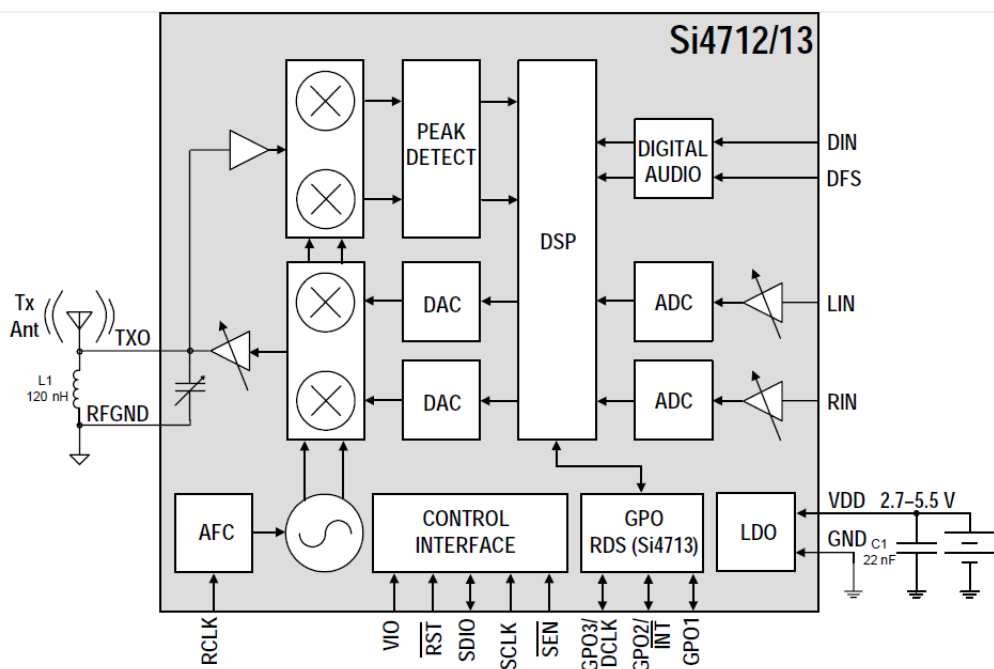 Si4712/13
PEAK
DETECT
DIGITAL
AUDIO
DIN
DFS
DSP
Tx
Ant
TXO
DAC
ADC
LIN
L1
120 nH
RFGND
DAC
ADC
RIN
AFC
CONTROL
INTERFACE
GPO
RDS (Si4713)
LDO
VDD 2.7–5.5 V
GND
C1
22 nF
RCLK
VIO
RST
SDIO
SCLK
SEN
GPO3/
DCLK
GPO2/
INT
GPO1